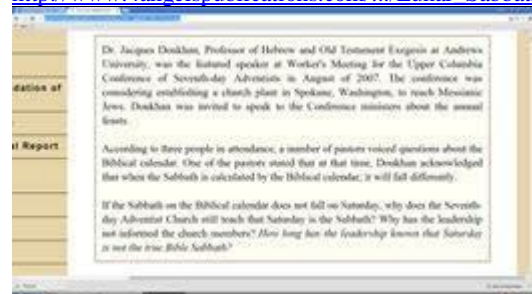 Dr. Jacques Doukhan, Professor of Hebrew and Old Testament Exegesis at Andrews
University, was the featured speaker at Worker's Meeting for the Upper Columbia
Conference of Seventh-day Adventists in August of 2007. The conference was
considering establishing a church plant in Spokane, Washington, to reach Messianic
Jews. Doukhan was invited to speak to the Conference ministers about the annual
feasts.
dation of
According to three people in attendance, a number of pastors voiced questions about the
Biblical calendar. One of the pastors stated that at that time, Doukhan acknowledged
that when the Sabbath is calculated by the Biblical calendar, it will fall differently.
al Report
If the Sabbath on the Biblical calendar does not fall on Saturday, why does the Seventh-
day Adventist Church still teach that Saturday is the Sabbath? Why has the leadership
not informed the church members? How long has the leadership known that Saturday
is not the true Bible Sabbath?